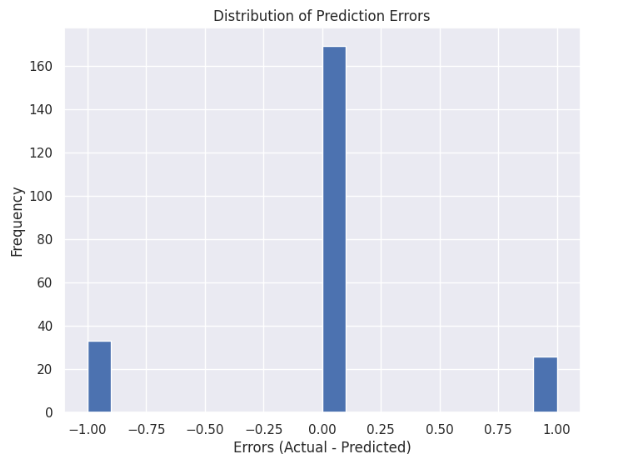 Distribution of Prediction Errors
Frequency
160
140
120
100
80
60
40
20
0
−1.00 −0.75 −0.50 −0.25 0.00 0.25 0.50 0.75 1.00
Errors (Actual - Predicted)